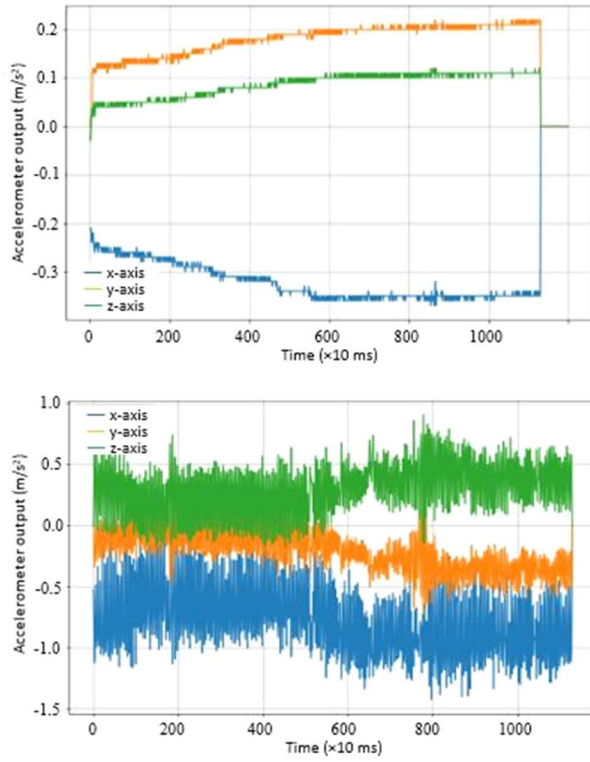 Accelerometer output (m/s²)
0.2
0.1
0.0
-0.1
-0.2
-0.3
x-axis
y-axis
z-axis
0
200
400
600
800
1000
Time (×10 ms)
Accelerometer output (m/s²)
1.0
0.5
0.0
-0.5
-1.0
-1.5
x-axis
y-axis
z-axis
0
200
400
600
800
1000
Time (×10 ms)